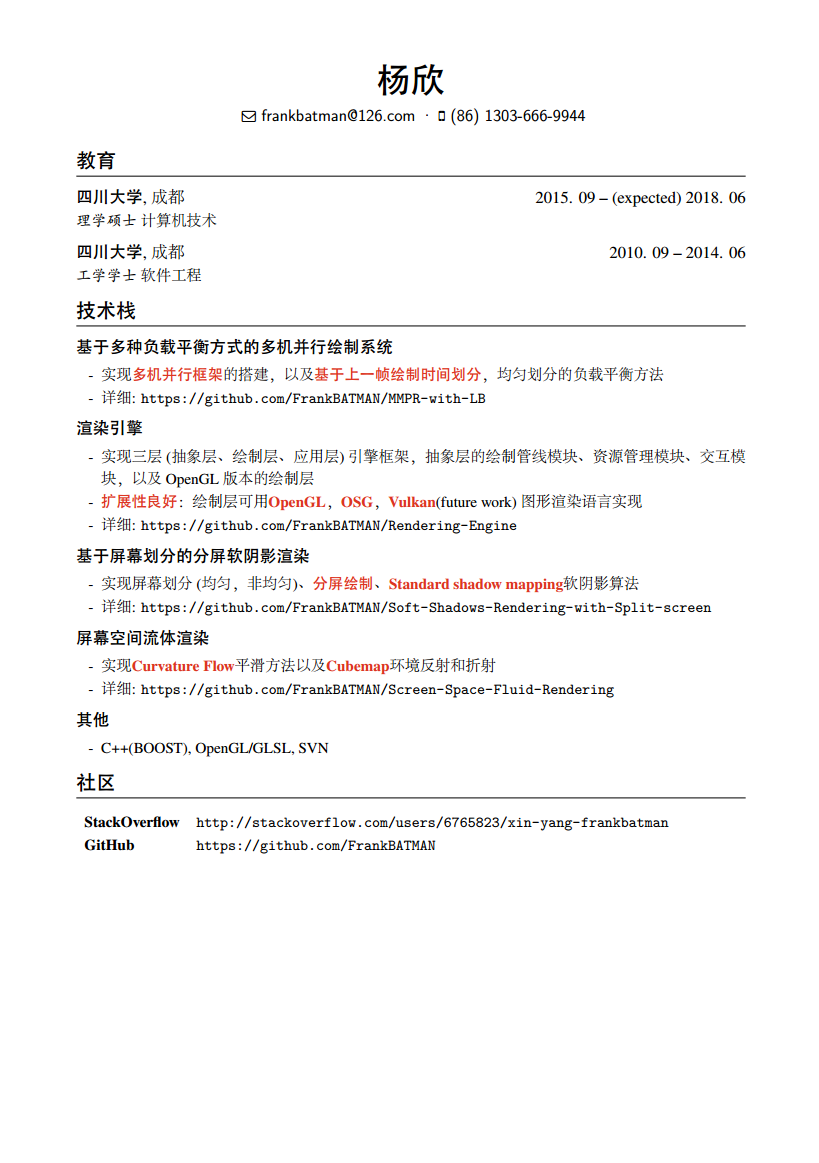 杨欣
frankbatman@126.com · (86) 1303-666-9944
教育
四川大学, 成都 2015. 09 – (expected) 2018. 06
理学硕士 计算机技术
四川大学, 成都 2010. 09 – 2014. 06
工学学士 软件工程
技术栈
基于多种负载平衡方式的多机并行绘制系统
- 实现多机并行框架的搭建，以及基于上一帧绘制时间划分，均匀划分的负载平衡方法
- 详细: https://github.com/FrankBATMAN/MMPR-with-LB
渲染引擎
- 实现三层 (抽象层、绘制层、应用层) 引擎框架，抽象层的绘制管线模块、资源管理模块、交互模
块，以及 OpenGL 版本的绘制层
- 扩展性良好：绘制层可用OpenGL，OSG，Vulkan(future work) 图形渲染语言实现
- 详细: https://github.com/FrankBATMAN/Rendering-Engine
基于屏幕划分的分屏软阴影渲染
- 实现屏幕划分 (均匀，非均匀)、分屏绘制、Standard shadow mapping软阴影算法
- 详细: https://github.com/FrankBATMAN/Soft-Shadows-Rendering-with-Split-screen
屏幕空间流体渲染
- 实现Curvature Flow平滑方法以及Cubemap环境反射和折射
- 详细: https://github.com/FrankBATMAN/Screen-Space-Fluid-Rendering
其他
- C++(BOOST), OpenGL/GLSL, SVN
社区
StackOverflow http://stackoverflow.com/users/6765823/xin-yang-frankbatman
GitHub https://github.com/FrankBATMAN